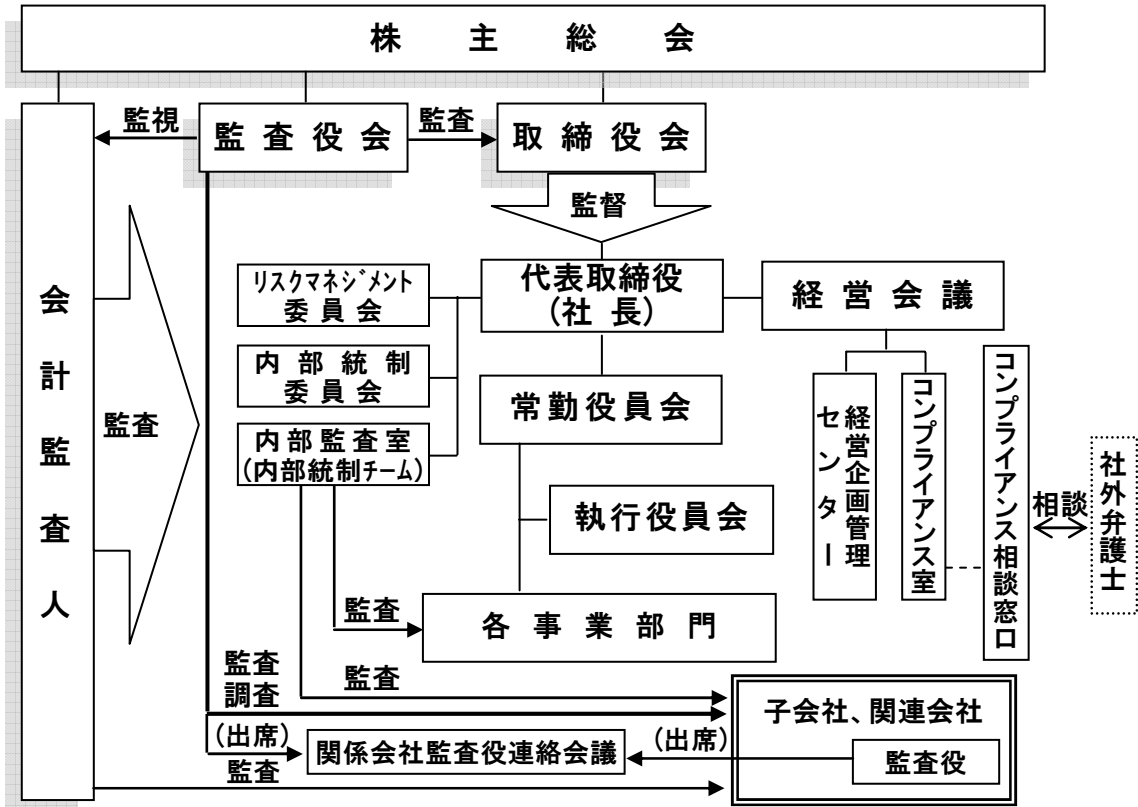 株主総会
監視
監査役会
監査
取締役会
監督
会計監査人
監査
リスクマネジメント
委員会
代表取締役
(社長)
経営会議
内部統制
委員会
常勤役員会
内部監査室
(内部統制チーム)
経営企画管理
センター
コンプライアンス室
コンプライアンス相談窓口
相談
社外弁護士
執行役員会
監査
各事業部門
監査
調査
監査
子会社、関連会社
(出席)
関係会社監査役連絡会議
(出席)
監査役
監査